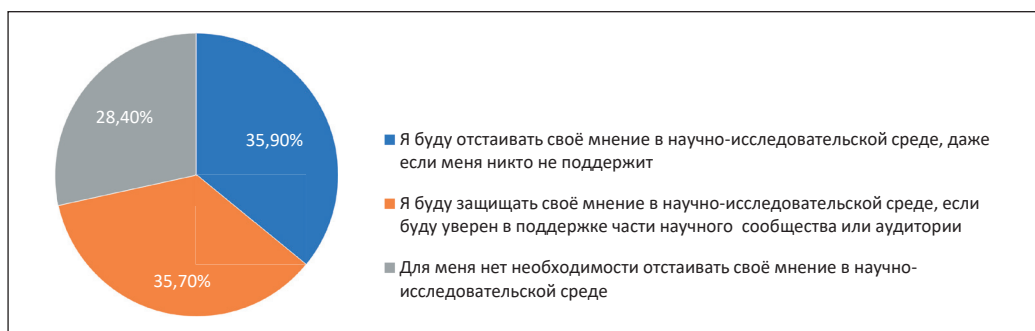 28,40%
35,90%
35,70%
Я буду отстаивать своё мнение в научно-исследовательской среде, даже
если меня никто не поддержит
Я буду защищать своё мнение в научно-исследовательской среде, если
буду уверен в поддержке части научного сообщества или аудитории
Для меня нет необходимости отстаивать своё мнение в научно-
исследовательской среде